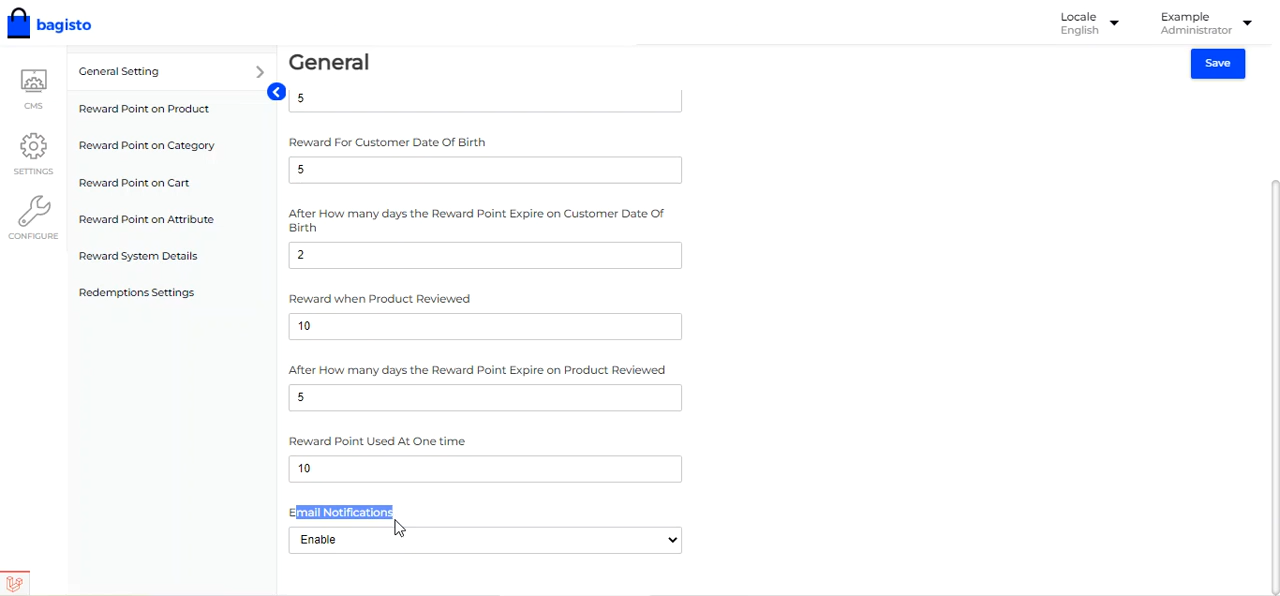 bagisto
Locale
English
Example
Administrator
CMS
SETTINGS
CONFIGURE
General Setting
Reward Point on Product
Reward Point on Category
Reward Point on Cart
Reward Point on Attribute
Reward System Details
Redemptions Settings
General
Save
5
Reward For Customer Date Of Birth
5
After How many days the Reward Point Expire on Customer Date Of
Birth
2
Reward when Product Reviewed
10
After How many days the Reward Point Expire on Product Reviewed
5
Reward Point Used At One time
10
Email Notifications
Enable